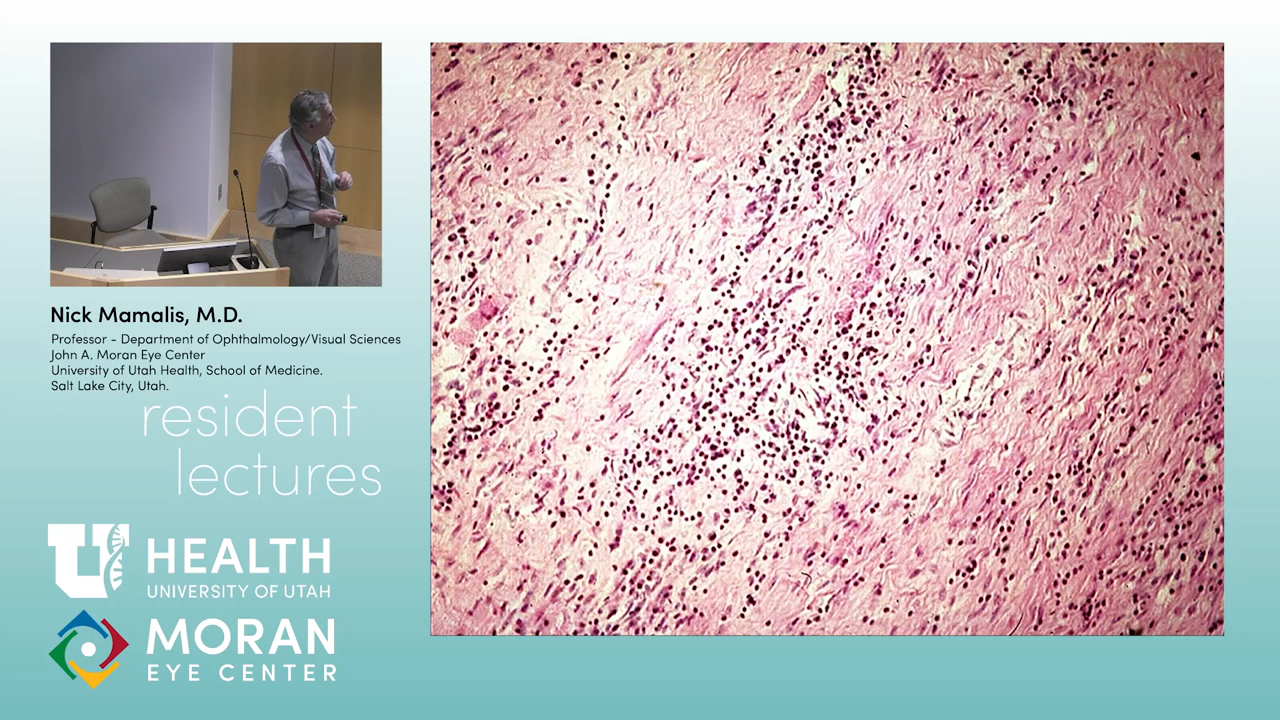 Nick Mamalis, M.D.
Professor - Department of Ophthalmology/Visual Sciences
John A. Moran Eye Center
University of Utah Health, School of Medicine.
Salt Lake City, Utah.
resident
lectures
U HEALTH
UNIVERSITY OF UTAH
MORAN
EYE CENTER